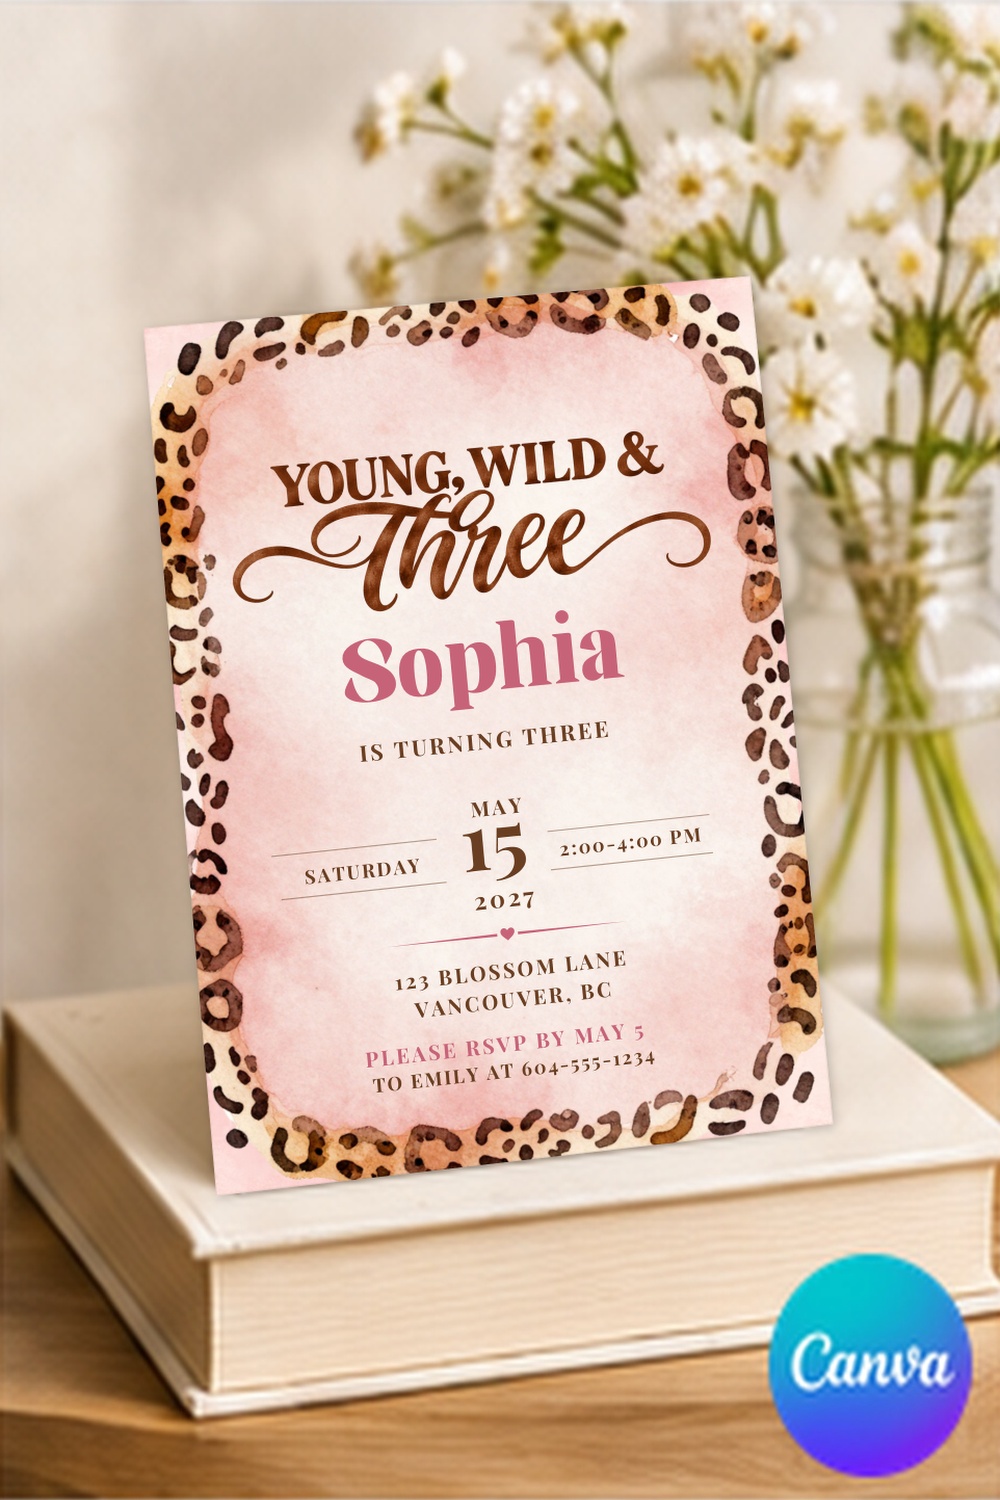 YOUNG, WILD &
Three
Sophia
IS TURNING THREE
MAY
SATURDAY 15 2:00-4:00 PM
2027
123 BLOSSOM LANE
VANCOUVER, BC
PLEASE RSVP BY MAY 5
TO EMILY AT 604-555-1234
Canva